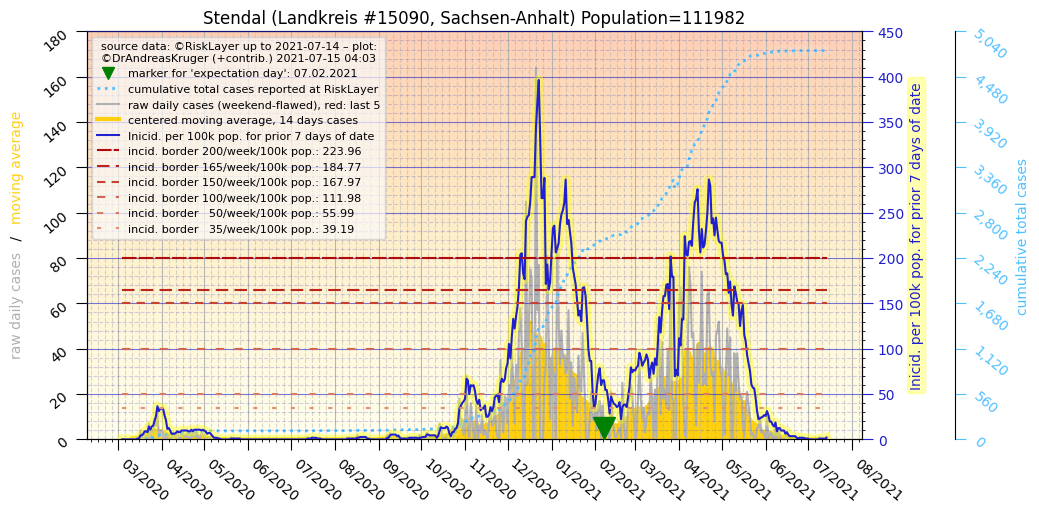 Stendal (Landkreis #15090, Sachsen-Anhalt) Population=111982
source data: ©RiskLayer up to 2021-07-14 – plot:
©DrAndreasKruger (+contrib.) 2021-07-15 04:03
marker for 'expectation day': 07.02.2021
cumulative total cases reported at RiskLayer
raw daily cases (weekend-flawed), red: last 5
centered moving average, 14 days cases
Inicid. per 100k pop. for prior 7 days of date
incid. border 200/week/100k pop.: 223.96
incid. border 165/week/100k pop.: 184.77
incid. border 150/week/100k pop.: 167.97
incid. border 100/week/100k pop.: 111.98
incid. border 50/week/100k pop.: 55.99
incid. border 35/week/100k pop.: 39.19
raw daily cases / moving average
180
160
140
120
100
80
60
40
20
0
450
400
350
300
250
200
150
100
50
0
Inicid. per 100k pop. for prior 7 days of date
5,040
4,480
3,920
3,360
2,800
2,240
1,680
1,120
560
0
cumulative total cases
03/2020
04/2020
05/2020
06/2020
07/2020
08/2020
09/2020
10/2020
11/2020
12/2020
01/2021
02/2021
03/2021
04/2021
05/2021
06/2021
07/2021
08/2021